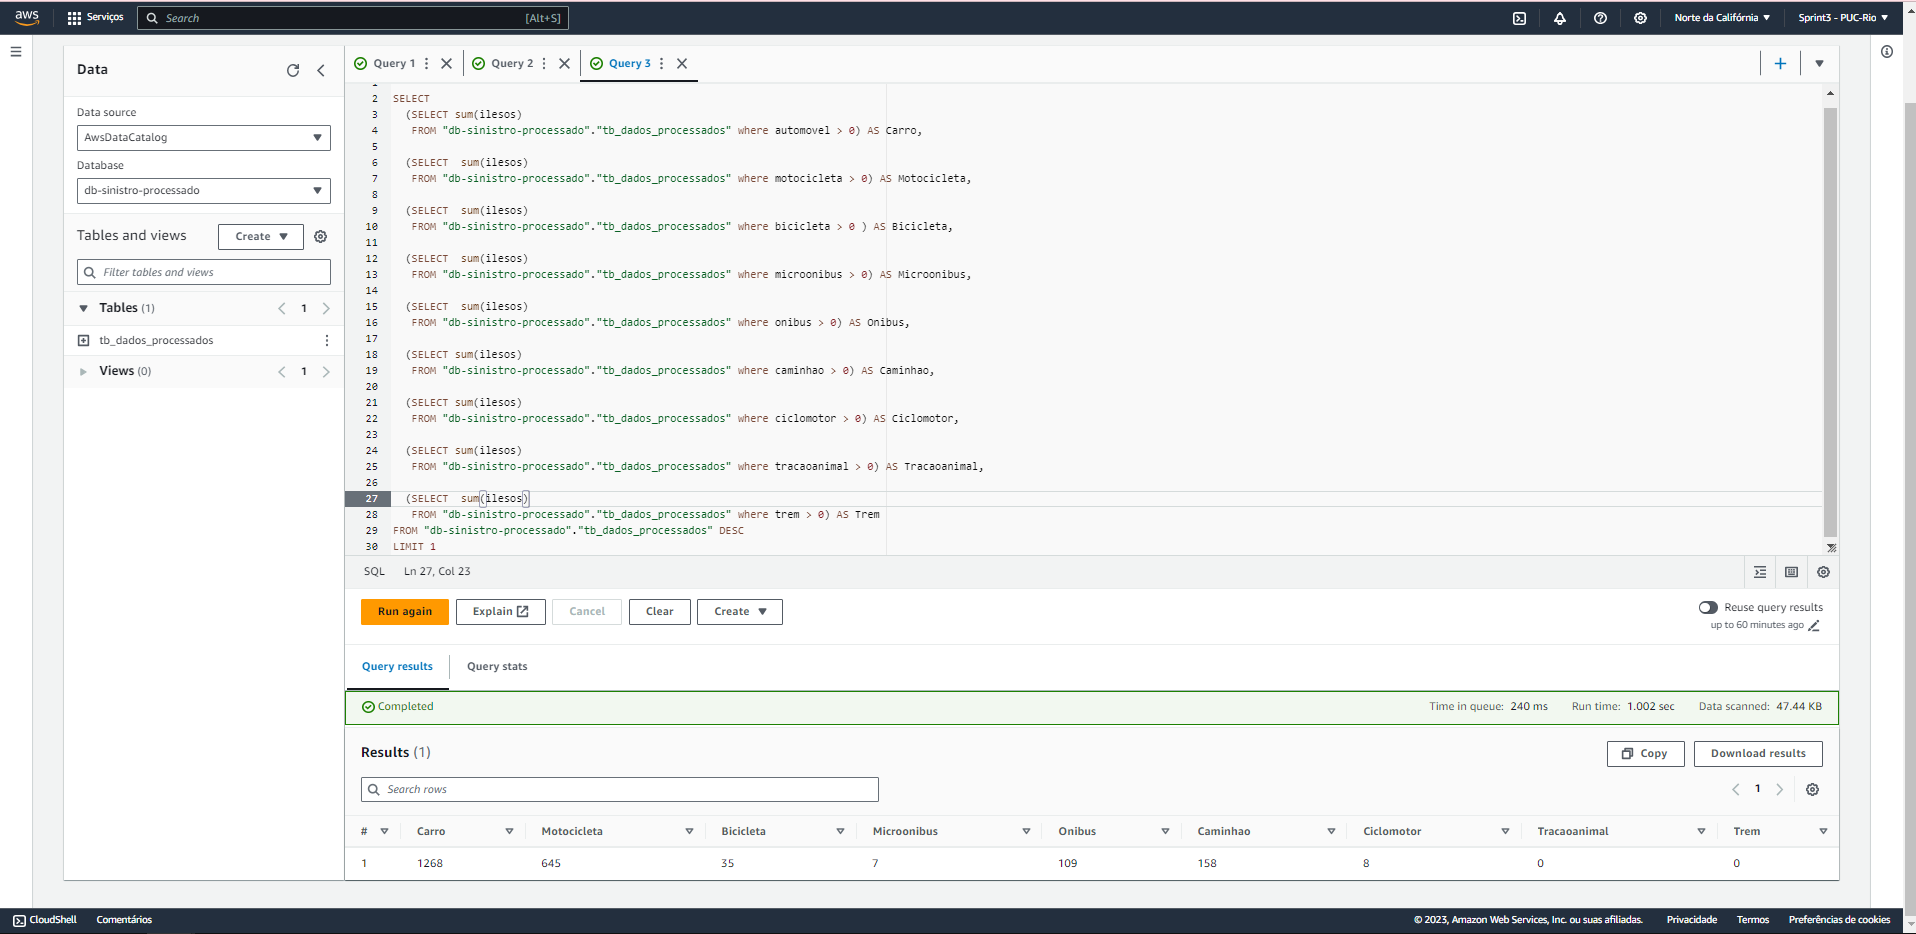 aws Serviços Search [Alt+S] Norte da Califórnia Sprint3 - PUC-Rio
Data
Data source
AwsDataCatalog
Database
db-sinistro-processado
Tables and views Create
Filter tables and views
Tables (1) 1
tb_dados_processados
Views (0) 1
Query 1 Query 2 Query 3
1
2 SELECT
3 (SELECT sum(ilesos)
4 FROM "db-sinistro-processado"."tb_dados_processados" where automovel > 0) AS Carro,
5
6 (SELECT  sum(ilesos)
7 FROM "db-sinistro-processado"."tb_dados_processados" where motocicleta > 0) AS Motocicleta,
8
9 (SELECT  sum(ilesos)
10 FROM "db-sinistro-processado"."tb_dados_processados" where bicicleta > 0 ) AS Bicicleta,
11
12 (SELECT  sum(ilesos)
13 FROM "db-sinistro-processado"."tb_dados_processados" where microonibus > 0) AS Microonibus,
14
15 (SELECT  sum(ilesos)
16 FROM "db-sinistro-processado"."tb_dados_processados" where onibus > 0) AS Onibus,
17
18 (SELECT sum(ilesos)
19 FROM "db-sinistro-processado"."tb_dados_processados" where caminhao > 0) AS Caminhao,
20
21 (SELECT sum(ilesos)
22 FROM "db-sinistro-processado"."tb_dados_processados" where ciclomotor > 0) AS Ciclomotor,
23
24 (SELECT sum(ilesos)
25 FROM "db-sinistro-processado"."tb_dados_processados" where tracaoanimal > 0) AS Tracaoanimal,
26
27 (SELECT  sum(ilesos)
28 FROM "db-sinistro-processado"."tb_dados_processados" where trem > 0) AS Trem
29 FROM "db-sinistro-processado"."tb_dados_processados" DESC
30 LIMIT 1
SQL Ln 27, Col 23
Run again Explain Cancel Clear Create Reuse query results
up to 60 minutes ago
Query results Query stats
Completed Time in queue: 240 ms Run time: 1.002 sec Data scanned: 47.44 KB
Results (1) Copy Download results
Search rows 1
# Carro Motocicleta Bicicleta Microonibus Onibus Caminhao Ciclomotor Tracaoanimal Trem
1 1268 645 35 7 109 158 8 0 0
CloudShell Comentários © 2023, Amazon Web Services, Inc. ou suas afiliadas. Privacidade Termos Preferências de cookies